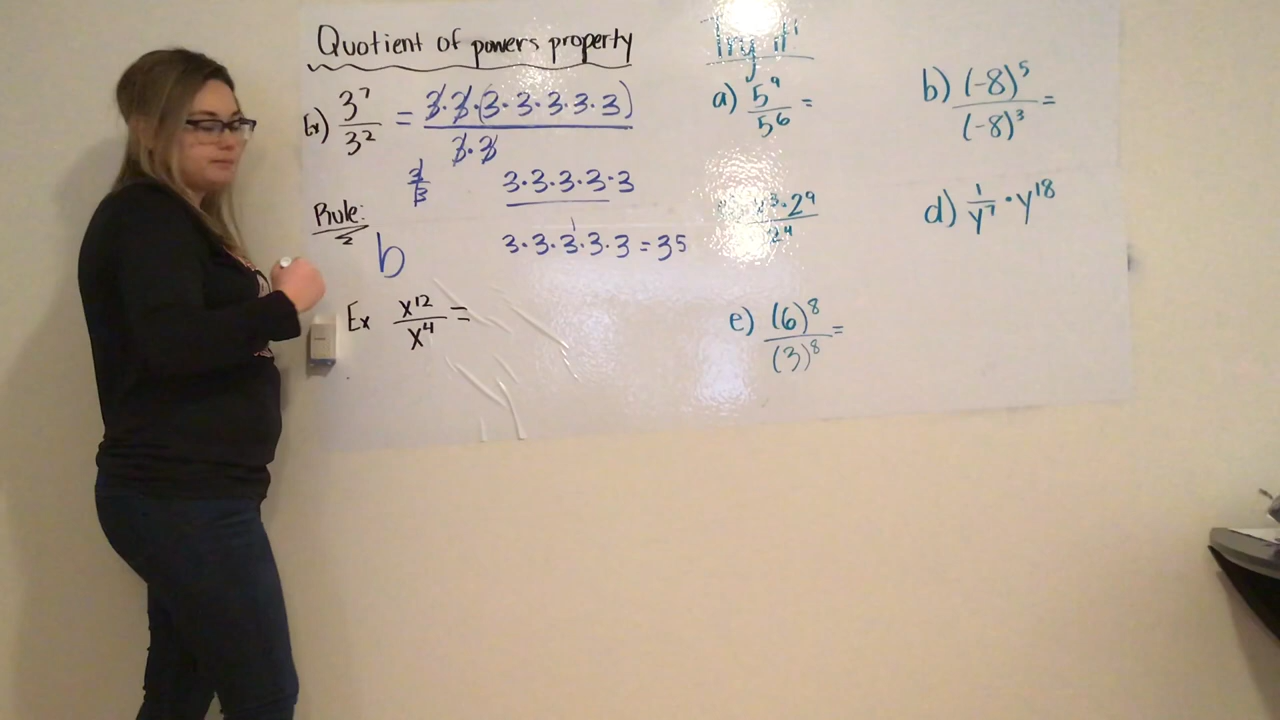 Quotient of powers property
Ex) 3⁷/3² = 3·3·(3·3·3·3·3)/3·3
3/3
3·3·3·3·3
1
3·3·3·3·3 = 3⁵
Rule:
b
Ex x¹²/x⁴ =
Try it!
a) 5⁹/5⁶ =
b) (-8)⁵/(-8)³ =
³·2⁹/2⁴
d) 1/y⁷ · y¹⁸
e) (6)⁸/(3)⁸ =